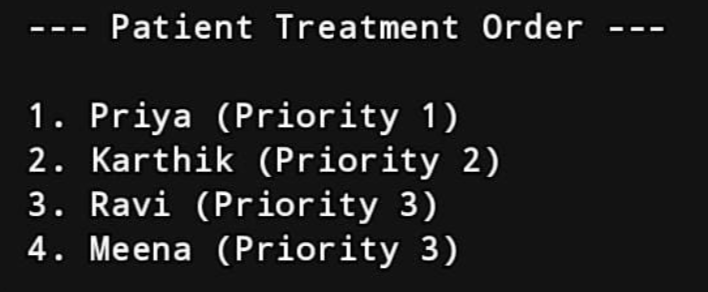 --- Patient Treatment Order ---
1. Priya (Priority 1)
2. Karthik (Priority 2)
3. Ravi (Priority 3)
4. Meena (Priority 3)